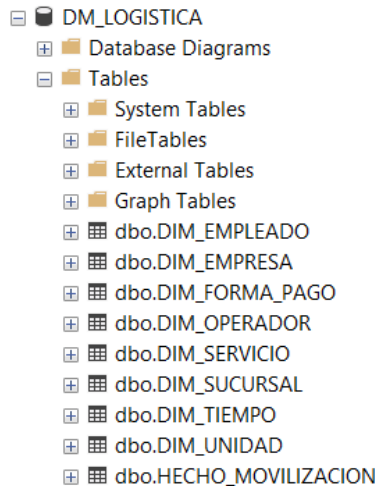 DM_LOGISTICA
Database Diagrams
Tables
System Tables
FileTables
External Tables
Graph Tables
dbo.DIM_EMPLEADO
dbo.DIM_EMPRESA
dbo.DIM_FORMA_PAGO
dbo.DIM_OPERADOR
dbo.DIM_SERVICIO
dbo.DIM_SUCURSAL
dbo.DIM_TIEMPO
dbo.DIM_UNIDAD
dbo.HECHO_MOVILIZACION